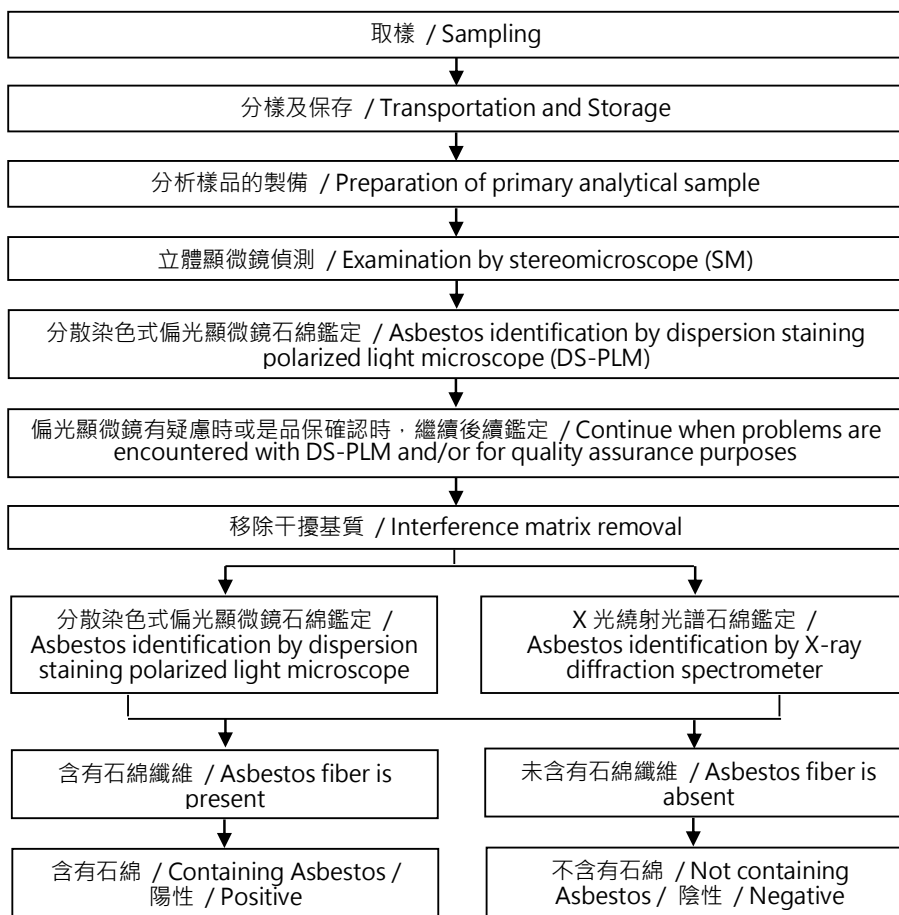 取樣 / Sampling
分樣及保存 / Transportation and Storage
分析樣品的製備 / Preparation of primary analytical sample
立體顯微鏡偵測 / Examination by stereomicroscope (SM)
分散染色式偏光顯微鏡石綿鑑定 / Asbestos identification by dispersion staining
polarized light microscope (DS-PLM)
偏光顯微鏡有疑慮時或是品保確認時，繼續後續鑑定 / Continue when problems are
encountered with DS-PLM and/or for quality assurance purposes
移除干擾基質 / Interference matrix removal
分散染色式偏光顯微鏡石綿鑑定 /
Asbestos identification by dispersion
staining polarized light microscope
X 光繞射光譜石綿鑑定 /
Asbestos identification by X-ray
diffraction spectrometer
含有石綿纖維 / Asbestos fiber is
present
未含有石綿纖維 / Asbestos fiber is
absent
含有石綿 / Containing Asbestos /
陽性 / Positive
不含有石綿 / Not containing
Asbestos / 陰性 / Negative